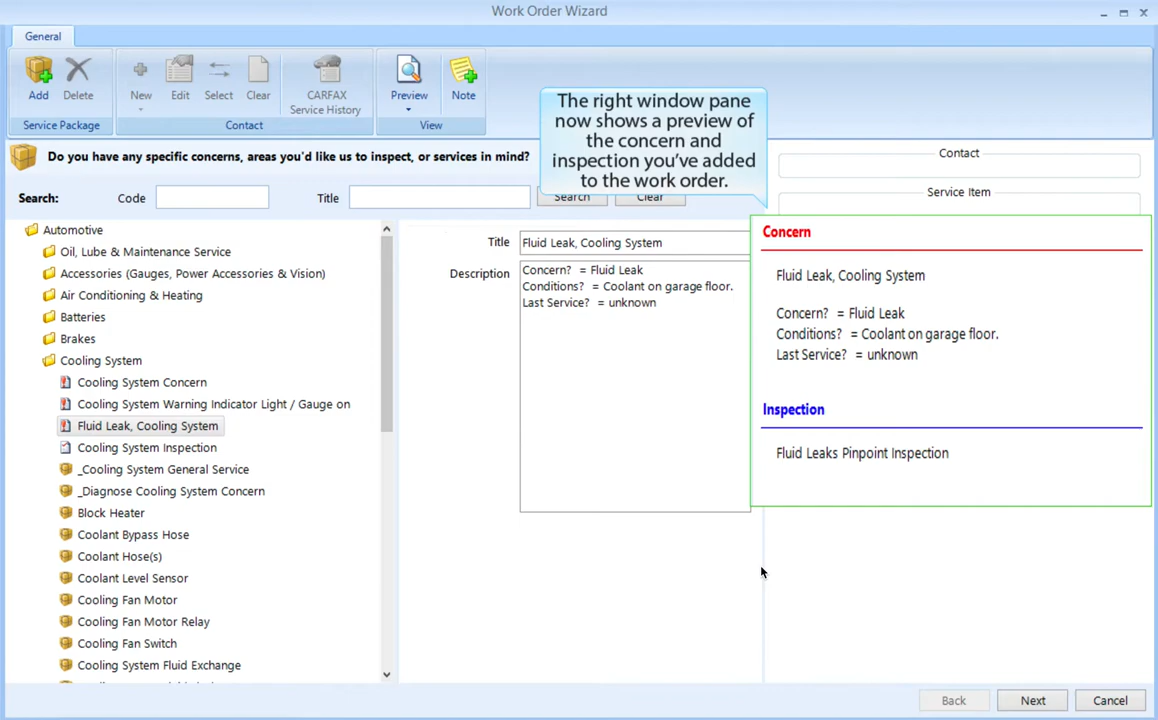 Work Order Wizard
General
Add
Delete
New
Edit
Select
Clear
CARFAX
Service History
Preview
Note
Service Package
Contact
View
The right window pane
now shows a preview of
the concern and
inspection you've added
to the work order.
Do you have any specific concerns, areas you'd like us to inspect, or services in mind?
Search:
Code
Title
Search
Clear
Contact
Service Item
Automotive
Oil, Lube & Maintenance Service
Accessories (Gauges, Power Accessories & Vision)
Air Conditioning & Heating
Batteries
Brakes
Cooling System
Cooling System Concern
Cooling System Warning Indicator Light / Gauge on
Fluid Leak, Cooling System
Cooling System Inspection
_Cooling System General Service
_Diagnose Cooling System Concern
Block Heater
Coolant Bypass Hose
Coolant Hose(s)
Coolant Level Sensor
Cooling Fan Motor
Cooling Fan Motor Relay
Cooling Fan Switch
Cooling System Fluid Exchange
Title
Fluid Leak, Cooling System
Description
Concern? = Fluid Leak
Conditions? = Coolant on garage floor.
Last Service? = unknown
Concern
Fluid Leak, Cooling System
Concern? = Fluid Leak
Conditions? = Coolant on garage floor.
Last Service? = unknown
Inspection
Fluid Leaks Pinpoint Inspection
Back
Next
Cancel